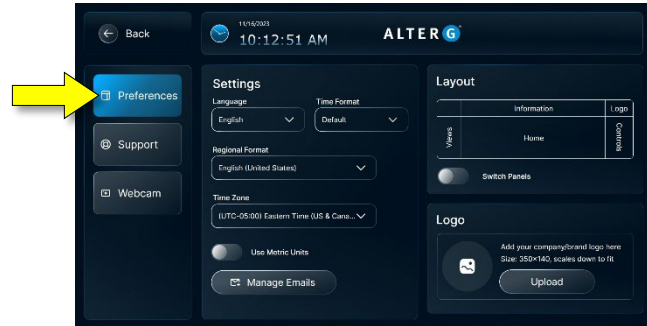 Back
11/15/2023
10:12:51 AM
ALTERG
Preferences
Support
Webcam
Settings
Language
Time Format
English
Default
Regional Format
English (United States)
Time Zone
(UTC-05:00) Eastern Time (US & Cana...
Use Metric Units
Manage Emails
Layout
Information
Logo
Views
Home
Controls
Switch Panels
Logo
Add your company/brand logo here
Size: 350×140, scales down to fit
Upload